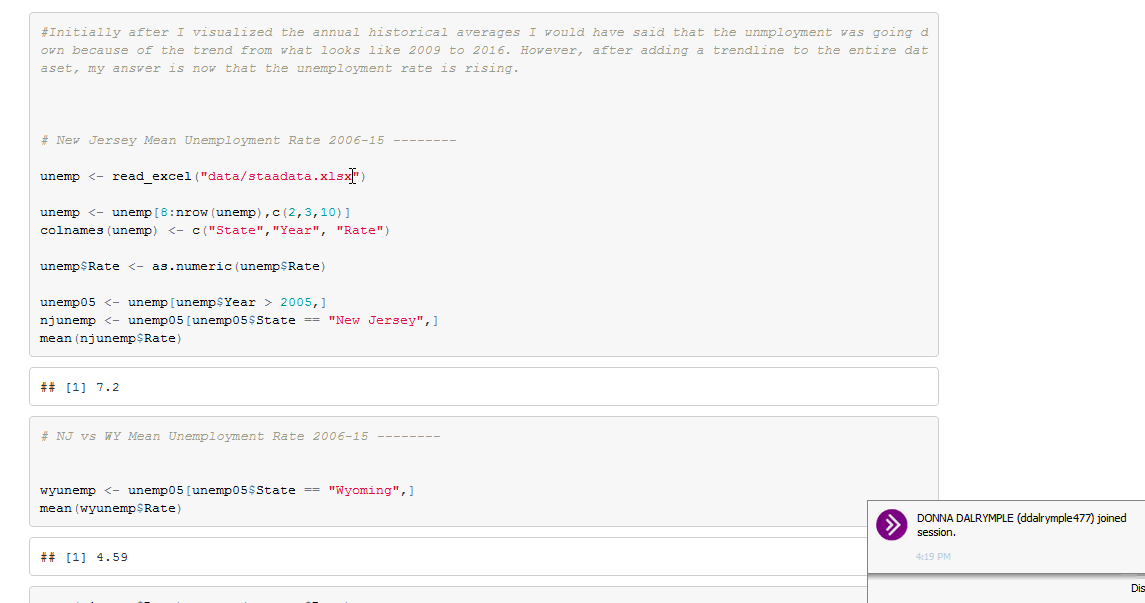 #Initially after I visualized the annual historical averages I would have said that the unmployment was going d
own because of the trend from what looks like 2009 to 2016. However, after adding a trendline to the entire dat
aset, my answer is now that the unemployment rate is rising.
# New Jersey Mean Unemployment Rate 2006-15 --------
unemp <- read_excel("data/staadata.xlsx")
unemp <- unemp[8:nrow(unemp),c(2,3,10)]
colnames(unemp) <- c("State","Year", "Rate")
unemp$Rate <- as.numeric(unemp$Rate)
unemp05 <- unemp[unemp$Year > 2005,]
njunemp <- unemp05[unemp05$State == "New Jersey",]
mean(njunemp$Rate)
## [1] 7.2
# NJ vs WY Mean Unemployment Rate 2006-15 --------
wyunemp <- unemp05[unemp05$State == "Wyoming",]
mean(wyunemp$Rate)
## [1] 4.59
DONNA DALRYMPLE (ddalrymple477) joined
session.
4:19 PM
Dis